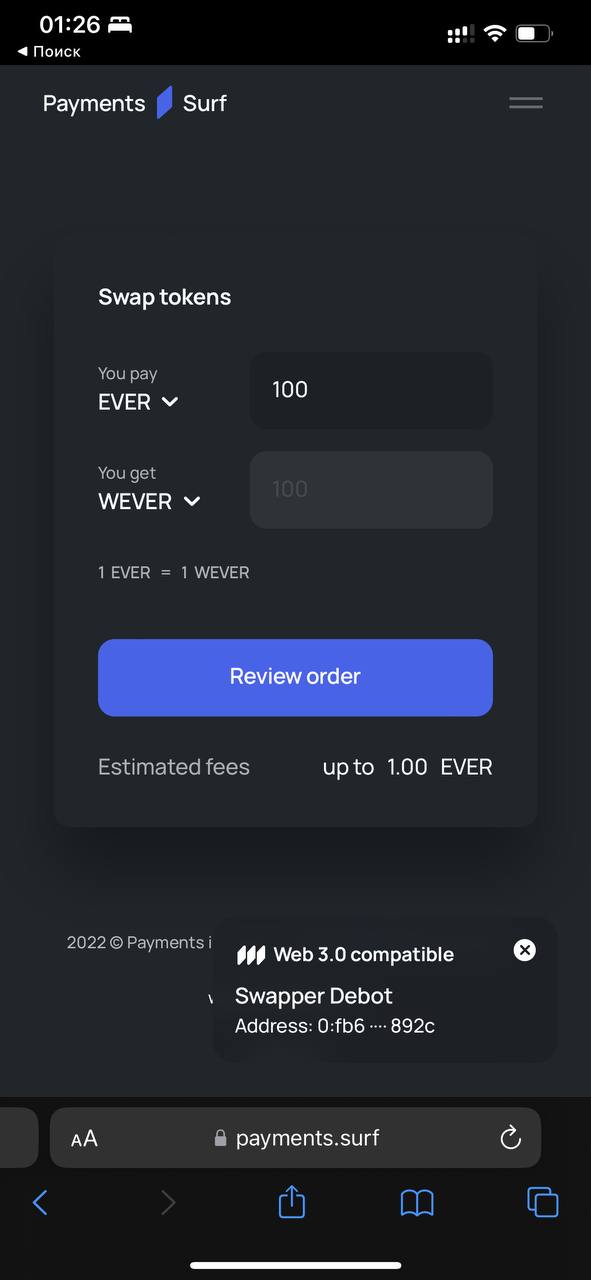 01:26
◀ Поиск
Payments Surf
Swap tokens
You pay
EVER
100
You get
WEVER
100
1 EVER = 1 WEVER
Review order
Estimated fees up to 1.00 EVER
2022 © Payments i
Web 3.0 compatible
Swapper Debot
Address: 0:fb6 ···· 892c
AA payments.surf